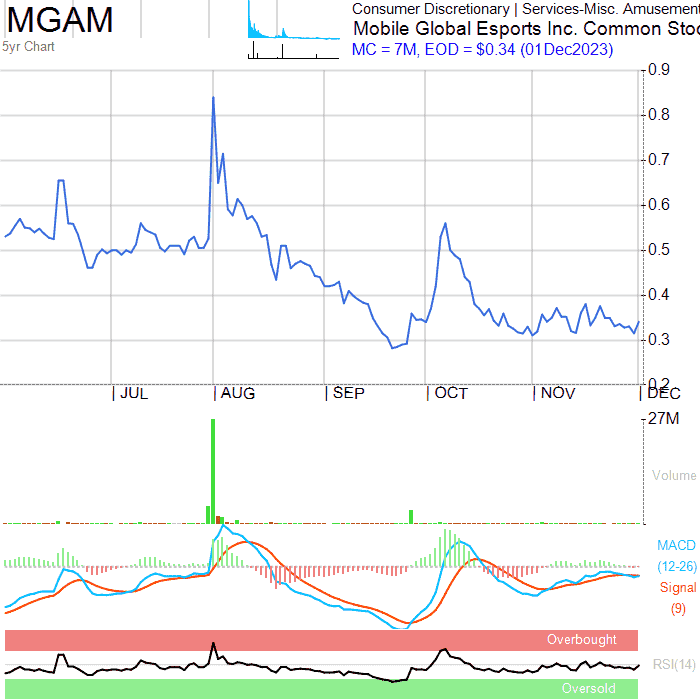 MGAM
5yr Chart
Consumer Discretionary | Services-Misc. Amusement
Mobile Global Esports Inc. Common Stoc
MC = 7M, EOD = $0.34 (01Dec2023)
0.9
0.8
0.7
0.6
0.5
0.4
0.3
0.2
| JUL | AUG | SEP | OCT | NOV | DEC
27M
Volume
MACD
(12-26)
Signal
(9)
Overbought
RSI(14)
Oversold